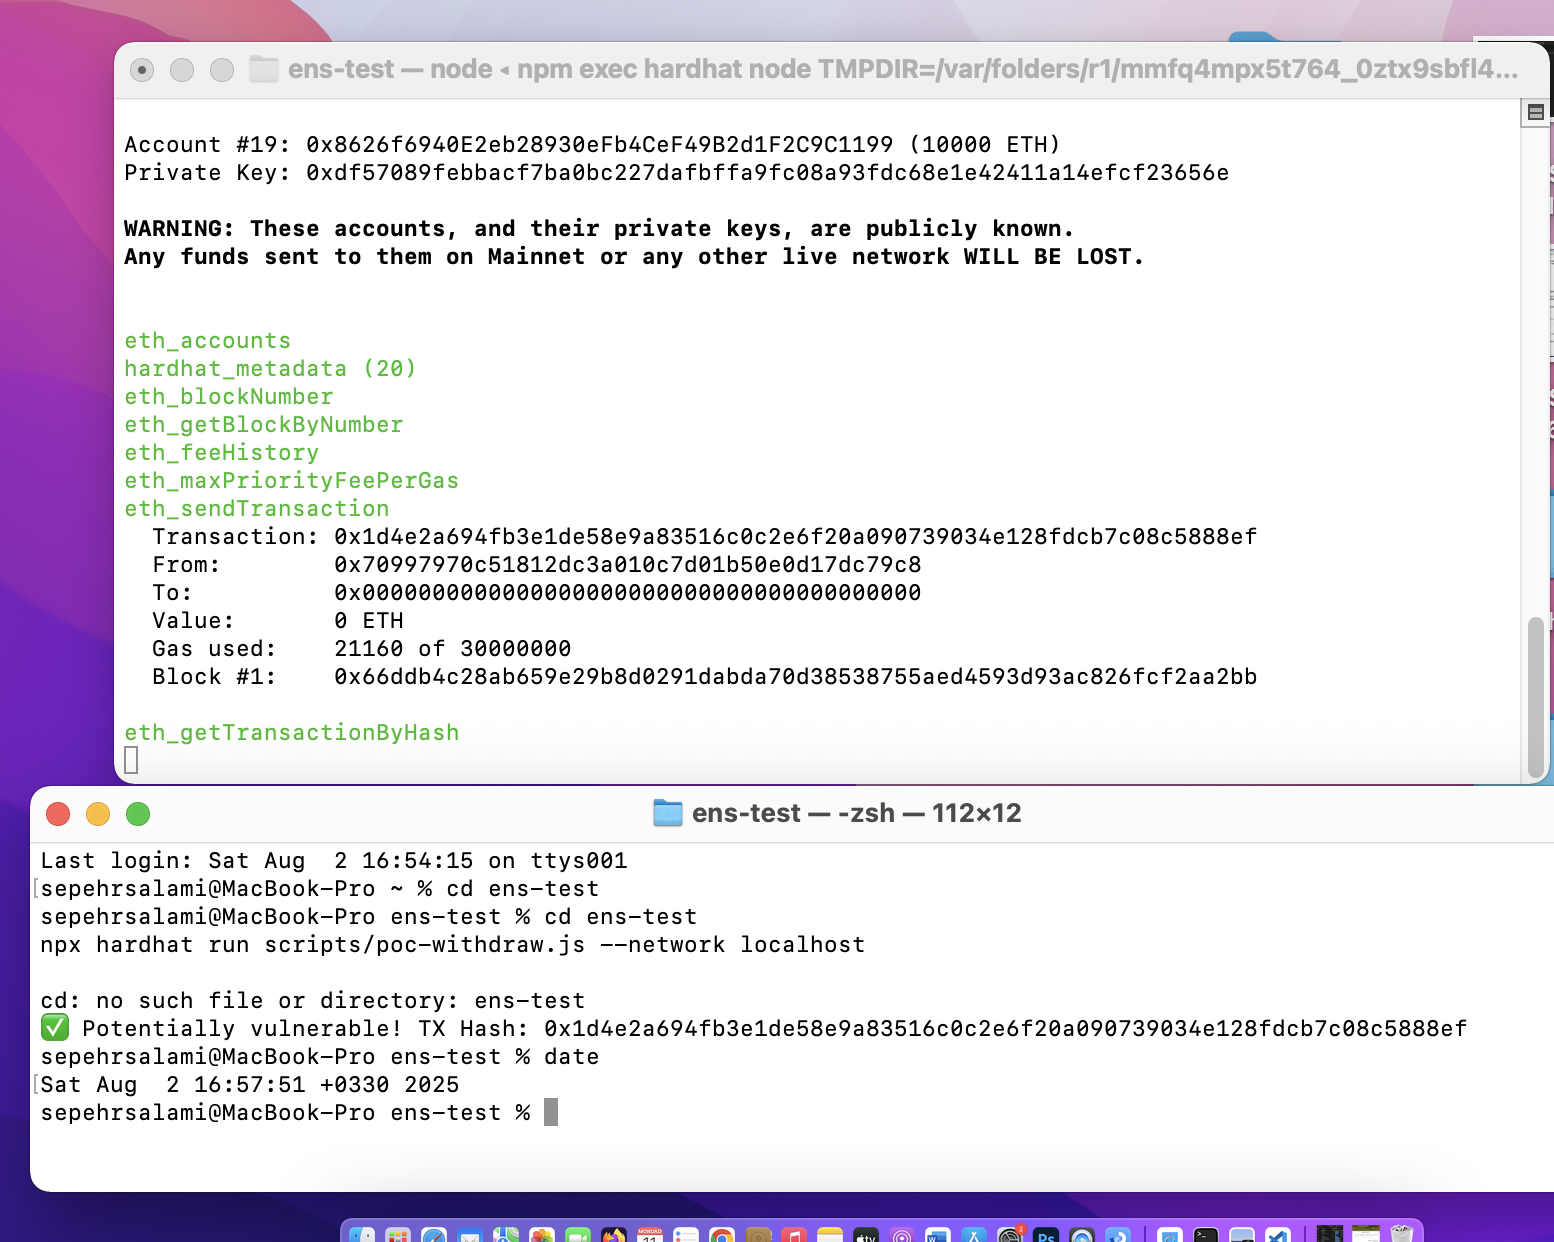 ens-test — node ◂ npm exec hardhat node TMPDIR=/var/folders/r1/mmfq4mpx5t764_0ztx9sbfl4...
Account #19: 0x8626f6940E2eb28930eFb4CeF49B2d1F2C9C1199 (10000 ETH)
Private Key: 0xdf57089febbacf7ba0bc227dafbffa9fc08a93fdc68e1e42411a14efcf23656e
WARNING: These accounts, and their private keys, are publicly known.
Any funds sent to them on Mainnet or any other live network WILL BE LOST.
eth_accounts
hardhat_metadata (20)
eth_blockNumber
eth_getBlockByNumber
eth_feeHistory
eth_maxPriorityFeePerGas
eth_sendTransaction
Transaction: 0x1d4e2a694fb3e1de58e9a83516c0c2e6f20a090739034e128fdcb7c08c5888ef
From: 0x70997970c51812dc3a010c7d01b50e0d17dc79c8
To: 0x0000000000000000000000000000000000000000
Value: 0 ETH
Gas used: 21160 of 30000000
Block #1: 0x66ddb4c28ab659e29b8d0291dabda70d38538755aed4593d93ac826fcf2aa2bb
eth_getTransactionByHash
ens-test — -zsh — 112×12
Last login: Sat Aug  2 16:54:15 on ttys001
[sepehrsalami@MacBook-Pro ~ % cd ens-test
sepehrsalami@MacBook-Pro ens-test % cd ens-test
npx hardhat run scripts/poc-withdraw.js --network localhost
cd: no such file or directory: ens-test
✅ Potentially vulnerable! TX Hash: 0x1d4e2a694fb3e1de58e9a83516c0c2e6f20a090739034e128fdcb7c08c5888ef
sepehrsalami@MacBook-Pro ens-test % date
[Sat Aug  2 16:57:51 +0330 2025
sepehrsalami@MacBook-Pro ens-test %